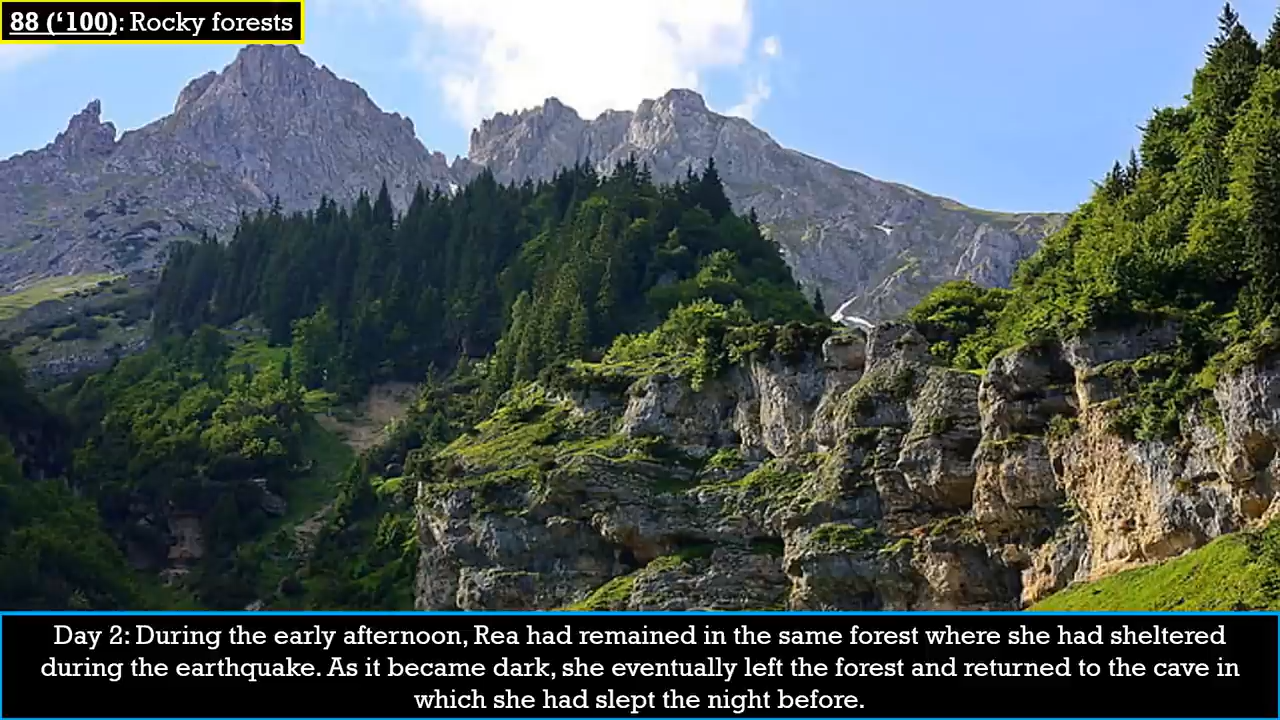 88 (‘100): Rocky forests
Day 2: During the early afternoon, Rea had remained in the same forest where she had sheltered
during the earthquake. As it became dark, she eventually left the forest and returned to the cave in
which she had slept the night before.